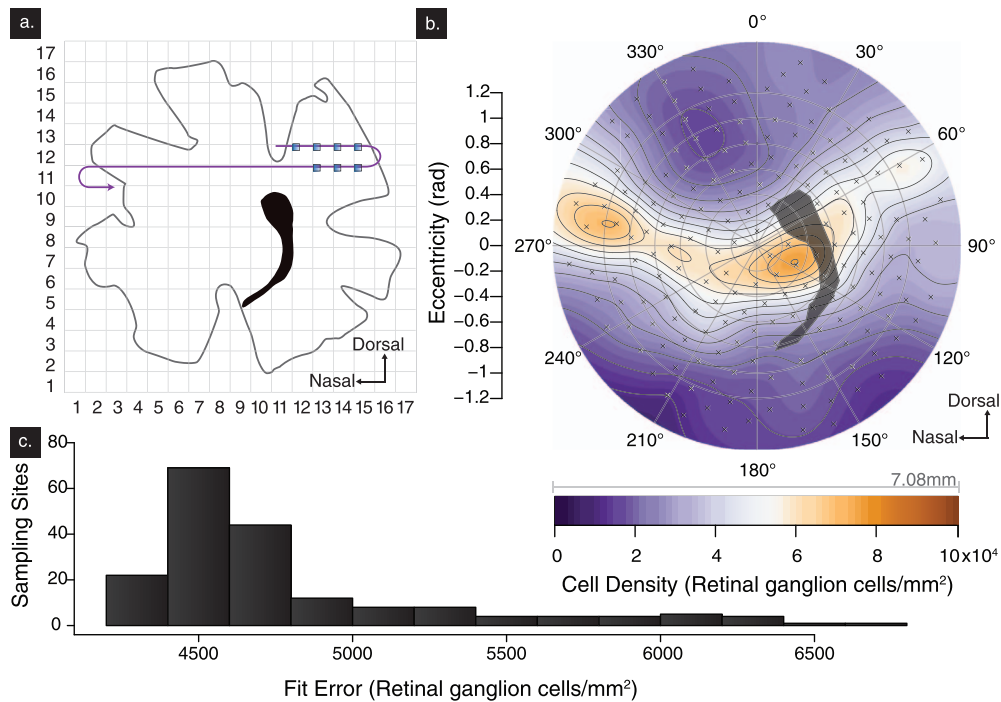 a.
17
16
15
14
13
12
11
10
9
8
7
6
5
4
3
2
1
1 2 3 4 5 6 7 8 9 10 11 12 13 14 15 16 17
Dorsal
Nasal
b.
0°
330° 30°
300° 60°
270° 90°
240° 120°
210° 150°
180°
Eccentricity (rad)
1.2
1
0.8
0.6
0.4
0.2
0
−0.2
−0.4
−0.6
−0.8
−1
−1.2
Dorsal
Nasal
7.08mm
0 2 4 6 8 10x10⁴
Cell Density (Retinal ganglion cells/mm²)
c.
Sampling Sites
80
60
40
20
0
4500 5000 5500 6000 6500
Fit Error (Retinal ganglion cells/mm²)